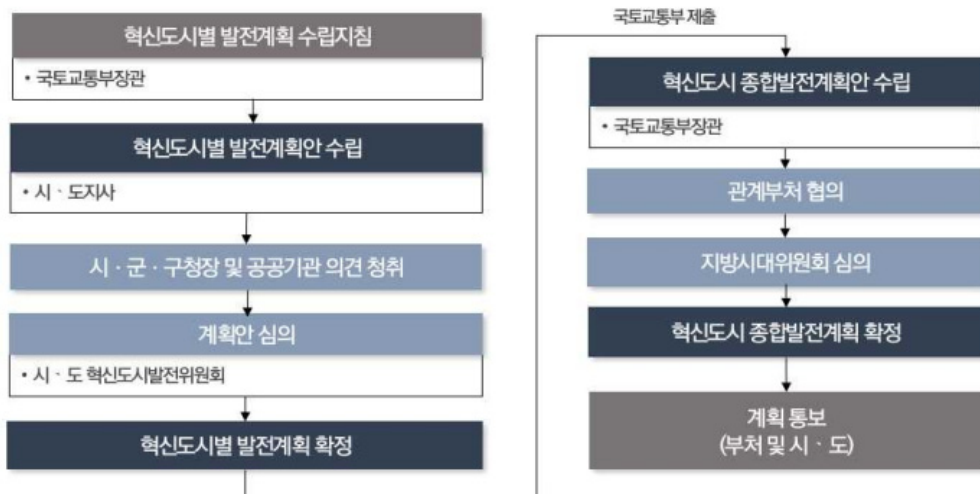 혁신도시별 발전계획 수립지침
• 국토교통부장관
혁신도시별 발전계획안 수립
• 시 · 도지사
시 · 군 · 구청장 및 공공기관 의견 청취
계획안 심의
• 시 · 도 혁신도시발전위원회
혁신도시별 발전계획 확정
국토교통부 제출
혁신도시 종합발전계획안 수립
• 국토교통부장관
관계부처 협의
지방시대위원회 심의
혁신도시 종합발전계획 확정
계획 통보
(부처 및 시 · 도)